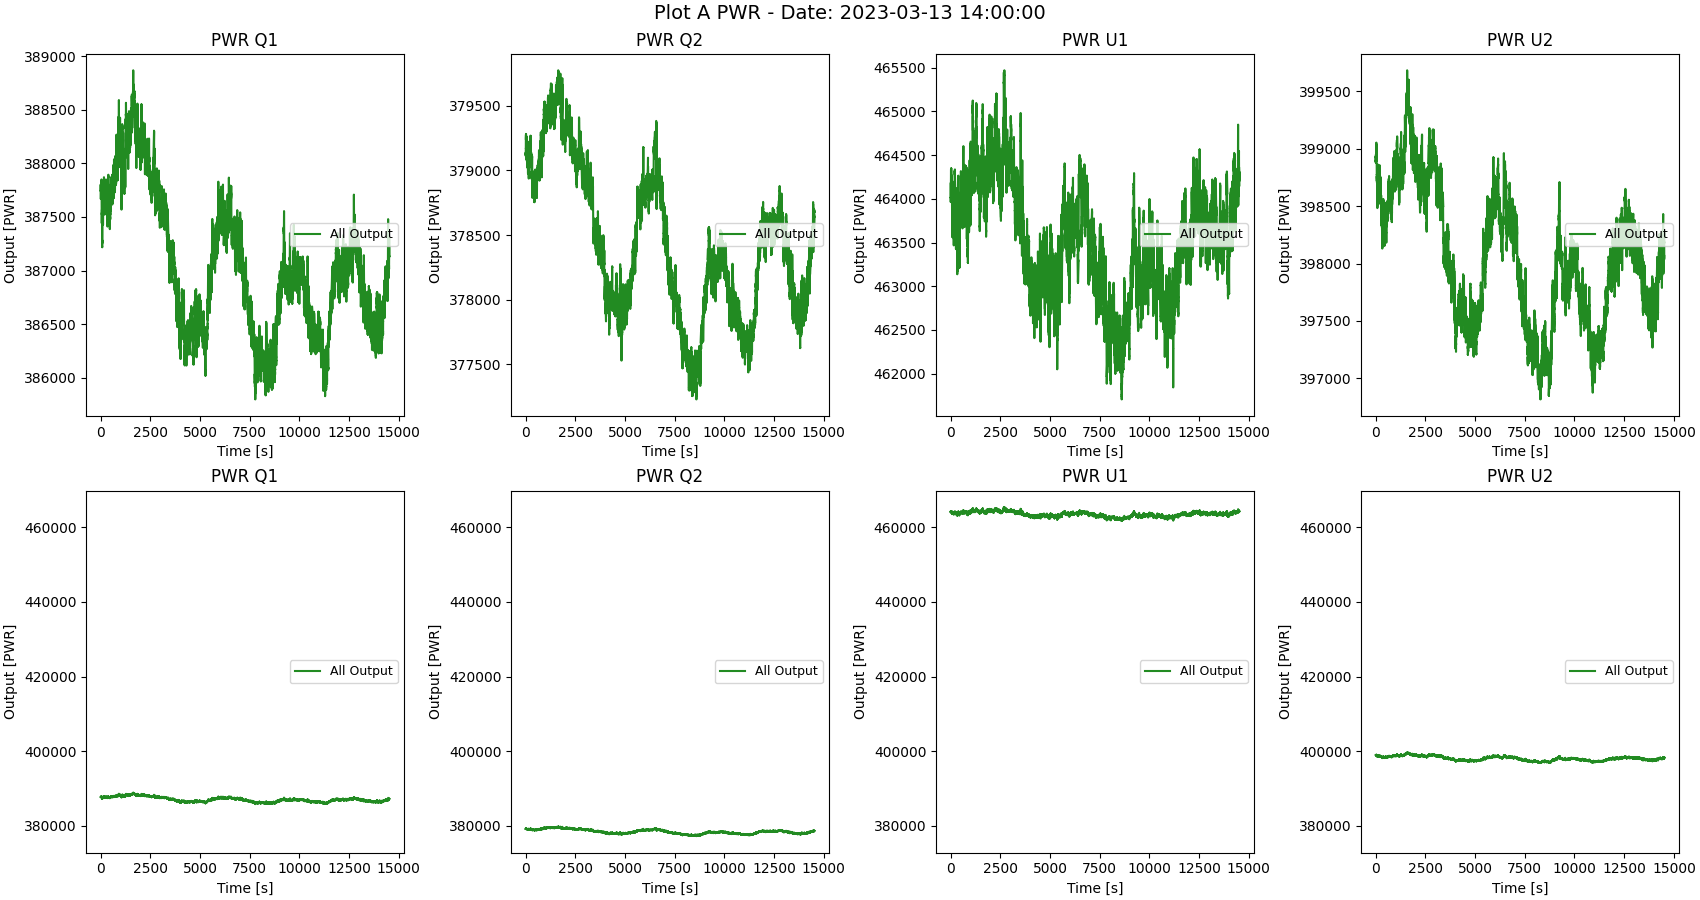 Plot A PWR - Date: 2023-03-13 14:00:00
PWR Q1
Output [PWR]
389000
388500
388000
387500
387000
386500
386000
All Output
0 2500 5000 7500 10000 12500 15000
Time [s]
PWR Q2
Output [PWR]
379500
379000
378500
378000
377500
All Output
0 2500 5000 7500 10000 12500 15000
Time [s]
PWR U1
Output [PWR]
465500
465000
464500
464000
463500
463000
462500
462000
All Output
0 2500 5000 7500 10000 12500 15000
Time [s]
PWR U2
Output [PWR]
399500
399000
398500
398000
397500
397000
All Output
0 2500 5000 7500 10000 12500 15000
Time [s]
PWR Q1
Output [PWR]
460000
440000
420000
400000
380000
All Output
0 2500 5000 7500 10000 12500 15000
Time [s]
PWR Q2
Output [PWR]
460000
440000
420000
400000
380000
All Output
0 2500 5000 7500 10000 12500 15000
Time [s]
PWR U1
Output [PWR]
460000
440000
420000
400000
380000
All Output
0 2500 5000 7500 10000 12500 15000
Time [s]
PWR U2
Output [PWR]
460000
440000
420000
400000
380000
All Output
0 2500 5000 7500 10000 12500 15000
Time [s]